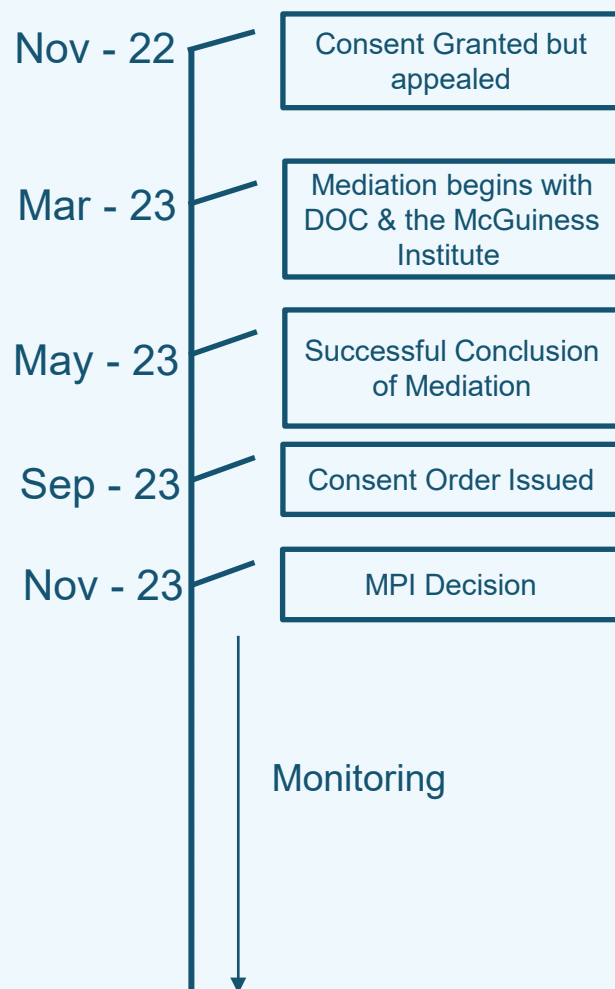 Nov - 22
Consent Granted but
appealed
Mar - 23
Mediation begins with
DOC & the McGuiness
Institute
May - 23
Successful Conclusion
of Mediation
Sep - 23
Consent Order Issued
Nov - 23
MPI Decision
Monitoring